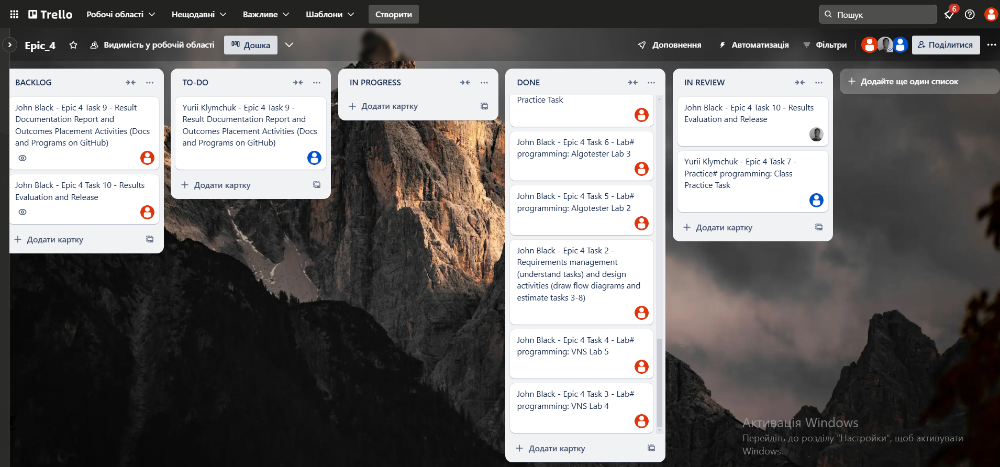 Trello
Робочі області
Нещодавні
Важливе
Шаблони
Створити
Пошук
6
Epic_4
Видимість у робочій області
Дошка
Доповнення
Автоматизація
Фільтри
Поділитися
BACKLOG
John Black - Epic 4 Task 9 - Result
Documentation Report and
Outcomes Placement Activities (Docs
and Programs on GitHub)
John Black - Epic 4 Task 10 - Results
Evaluation and Release
Додати картку
TO-DO
Yurii Klymchuk - Epic 4 Task 9 -
Result Documentation Report and
Outcomes Placement Activities (Docs
and Programs on GitHub)
Додати картку
IN PROGRESS
Додати картку
DONE
Practice Task
John Black - Epic 4 Task 6 - Lab#
programming: Algotester Lab 3
John Black - Epic 4 Task 5 - Lab#
programming: Algotester Lab 2
John Black - Epic 4 Task 2 -
Requirements management
(understand tasks) and design
activities (draw flow diagrams and
estimate tasks 3-8)
John Black - Epic 4 Task 4 - Lab#
programming: VNS Lab 5
John Black - Epic 4 Task 3 - Lab#
programming: VNS Lab 4
Додати картку
IN REVIEW
John Black - Epic 4 Task 10 - Results
Evaluation and Release
Yurii Klymchuk - Epic 4 Task 7 -
Practice# programming: Class
Practice Task
Додати картку
Додайте ще один список
Активація Windows
Перейдіть до розділу "Настройки", щоб активувати
Windows.